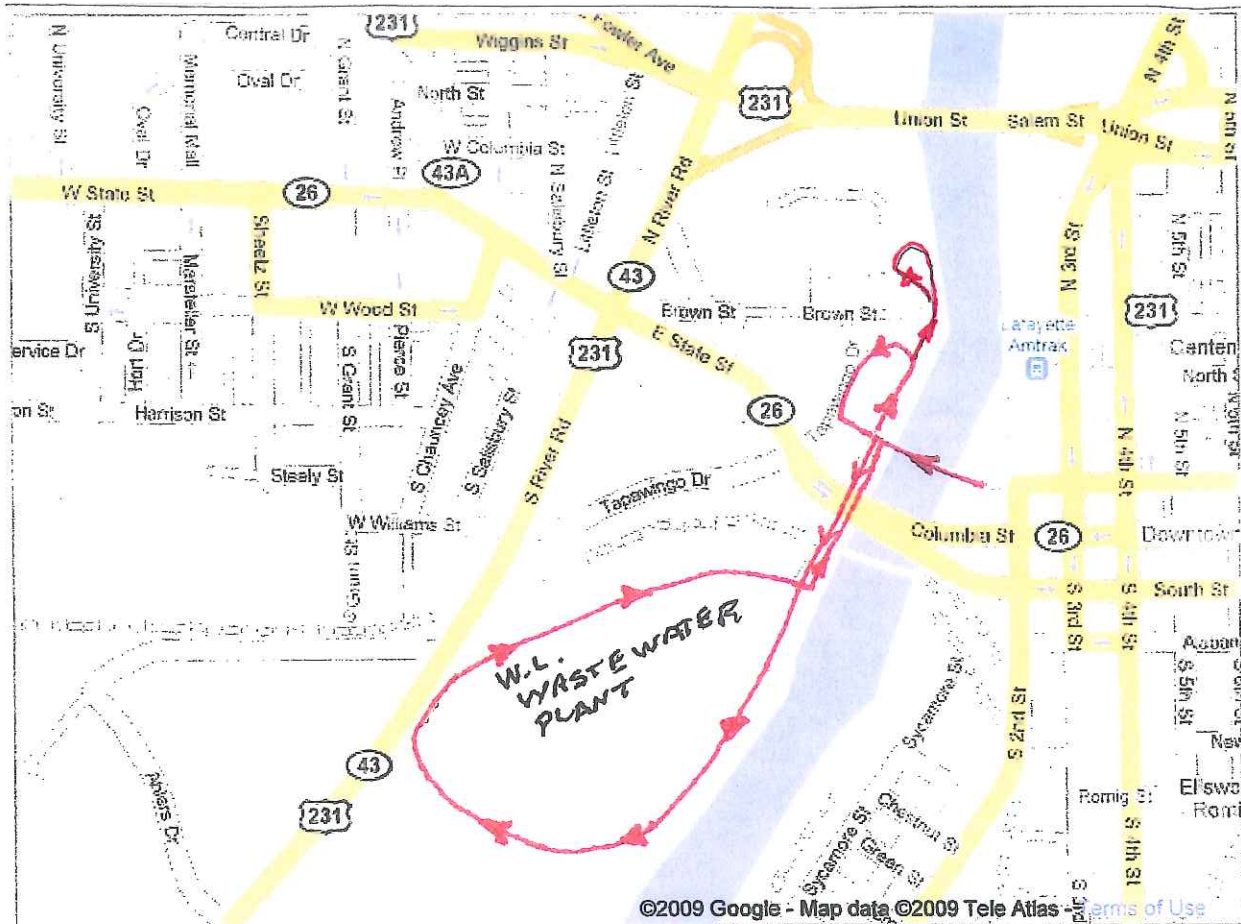 231
Central Dr
N University St
Memorial Mall
Oval Dr
Oval Dr
N Grant St
Wiggins St
Fowler Ave
North St
Andrew Pl
W Columbia St
43A
N Salisbury St
Littleton St
Littleton St
N River Rd
231
Union St
Salem St
Union St
N 4th St
W State St
26
Sheetz St
S University St
Marsteller St
W Wood St
43
231
Brown St
Brown St
N 3rd St
N 5th St
231
Lafayette
Amtrak
E State St
Hort Dr
Harrison St
S Grant St
Pierce St
S Chauncey Ave
S Salisbury St
S River Rd
Steely St
W Williams St
26
Tapawingo Dr
Tapawingo Dr
North S
N 5th St
N 4th St
Columbia St
26
Downtown
South St
S 3rd St
S 4th St
S 5th St
W.L.
WASTEWATER
PLANT
S 2nd St
Sycamore St
43
231
Ahlers Dr
Chestnut St
Green St
S Sycamore St
Romig St
S 4th St
©2009 Google - Map data ©2009 Tele Atlas - Terms of Use